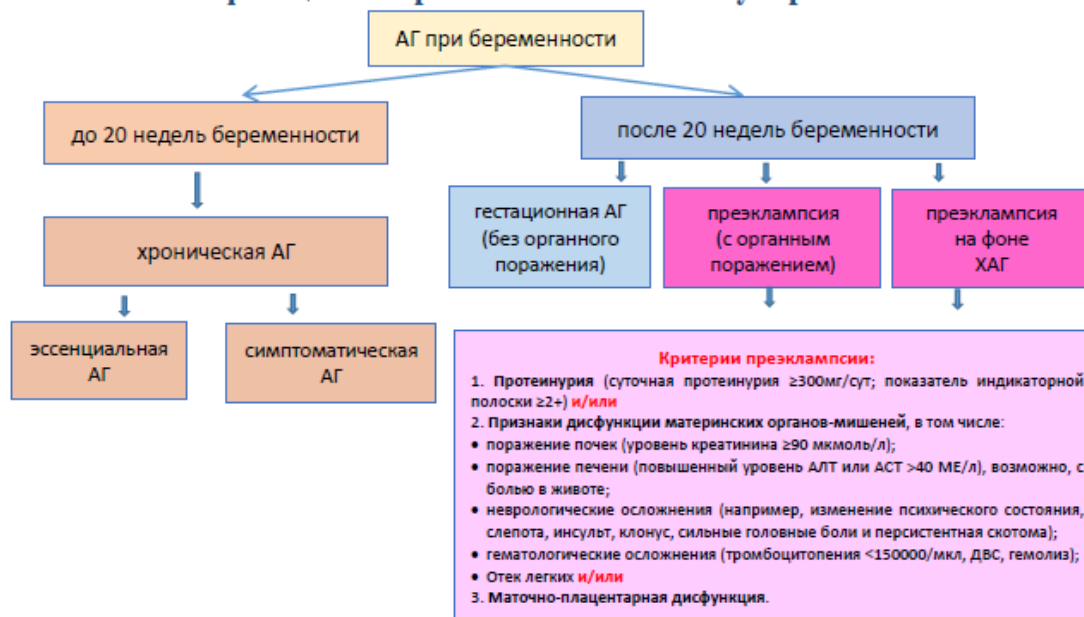 АГ при беременности
до 20 недель беременности
после 20 недель беременности
хроническая АГ
эссенциальная
АГ
симптоматическая
АГ
гестационная АГ
(без органного
поражения)
преэклампсия
(с органным
поражением)
преэклампсия
на фоне
ХАГ
Критерии преэклампсии:
1. Протеинурия (суточная протеинурия ≥300мг/сут; показатель индикаторной
полоски ≥2+) и/или
2. Признаки дисфункции материнских органов-мишеней, в том числе:
• поражение почек (уровень креатинина ≥90 мкмоль/л);
• поражение печени (повышенный уровень АЛТ или АСТ >40 МЕ/л), возможно, с
болью в животе;
• неврологические осложнения (например, изменение психического состояния,
слепота, инсульт, клонус, сильные головные боли и персистентная скотома);
• гематологические осложнения (тромбоцитопения <150000/мкл, ДВС, гемолиз);
• Отек легких и/или
3. Маточно-плацентарная дисфункция.